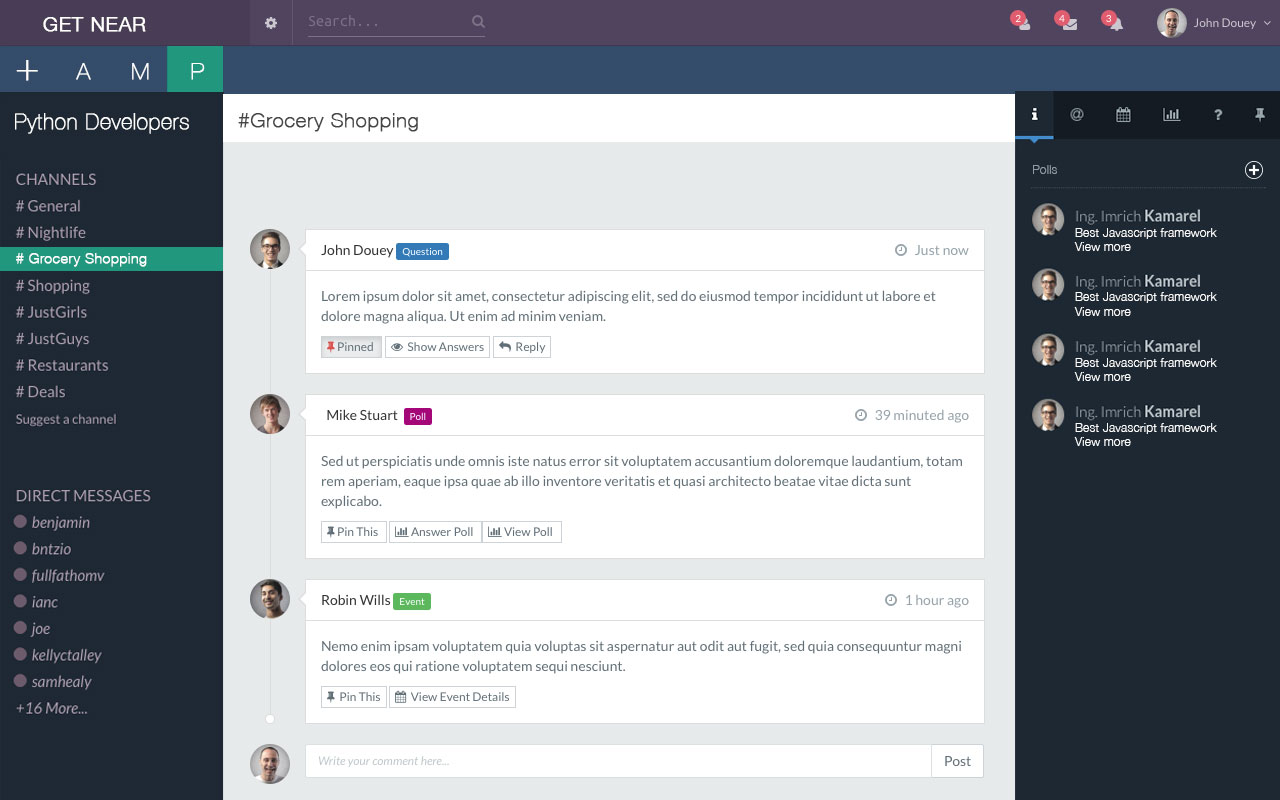 GET NEAR
Search...
2
4
3
John Douey
+ A M P
Python Developers
CHANNELS
# General
# Nightlife
# Grocery Shopping
# Shopping
# JustGirls
# JustGuys
# Restaurants
# Deals
Suggest a channel
DIRECT MESSAGES
benjamin
bntzio
fullfathomv
ianc
joe
kellyctalley
samhealy
+16 More...
#Grocery Shopping
John Douey Question Just now
Lorem ipsum dolor sit amet, consectetur adipiscing elit, sed do eiusmod tempor incididunt ut labore et
dolore magna aliqua. Ut enim ad minim veniam.
Pinned Show Answers Reply
Mike Stuart Poll 39 minuted ago
Sed ut perspiciatis unde omnis iste natus error sit voluptatem accusantium doloremque laudantium, totam
rem aperiam, eaque ipsa quae ab illo inventore veritatis et quasi architecto beatae vitae dicta sunt
explicabo.
Pin This Answer Poll View Poll
Robin Wills Event 1 hour ago
Nemo enim ipsam voluptatem quia voluptas sit aspernatur aut odit aut fugit, sed quia consequuntur magni
dolores eos qui ratione voluptatem sequi nesciunt.
Pin This View Event Details
Write your comment here...
Post
i @ ?
Polls
Ing. Imrich Kamarel
Best Javascript framework
View more
Ing. Imrich Kamarel
Best Javascript framework
View more
Ing. Imrich Kamarel
Best Javascript framework
View more
Ing. Imrich Kamarel
Best Javascript framework
View more